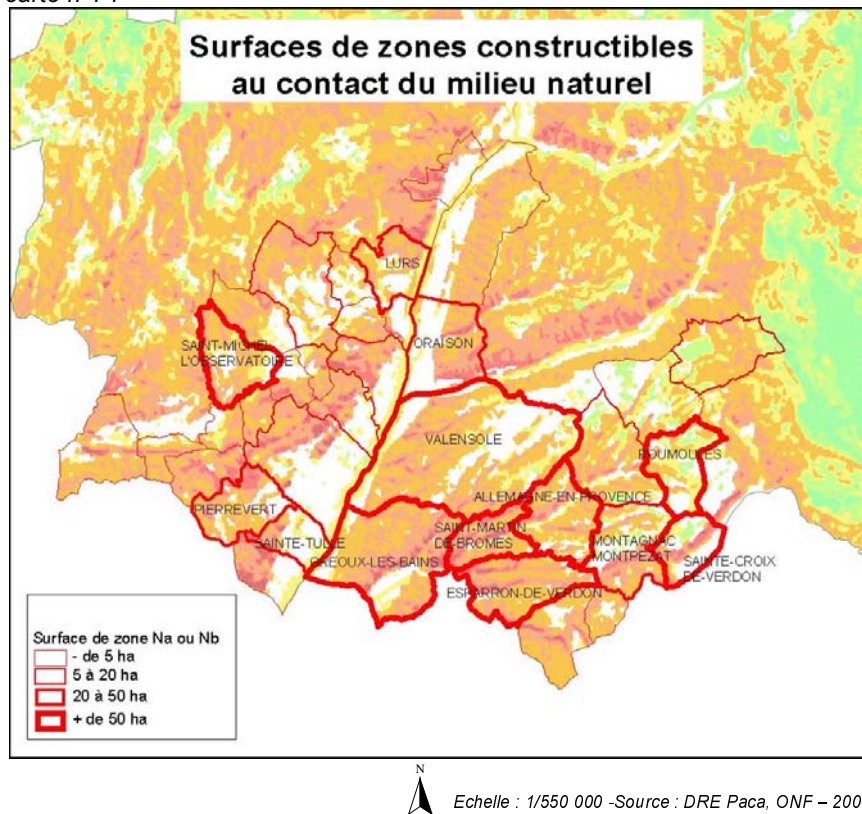 Surfaces de zones constructibles
au contact du milieu naturel
LURS
SAINT-MICHEL
L'OSSERVATOIRE
ORAISON
VALENSOLE
ROUMOULES
ALLEMAGNE-EN-PROVENCE
PIERREVERT
SAINT-MARTIN
DE-BROMES
SAINTE-TULLE
GREOUX-LES-BAINS
MONTAGNAC
MONTPEZAT
SAINTE-CROIX
DE-VERDON
ESPARRON-DE-VERDON
Surface de zone Na ou Nb
- de 5 ha
5 à 20 ha
20 à 50 ha
+ de 50 ha
N
Echelle : 1/550 000 -Source : DRE Paca, ONF – 200